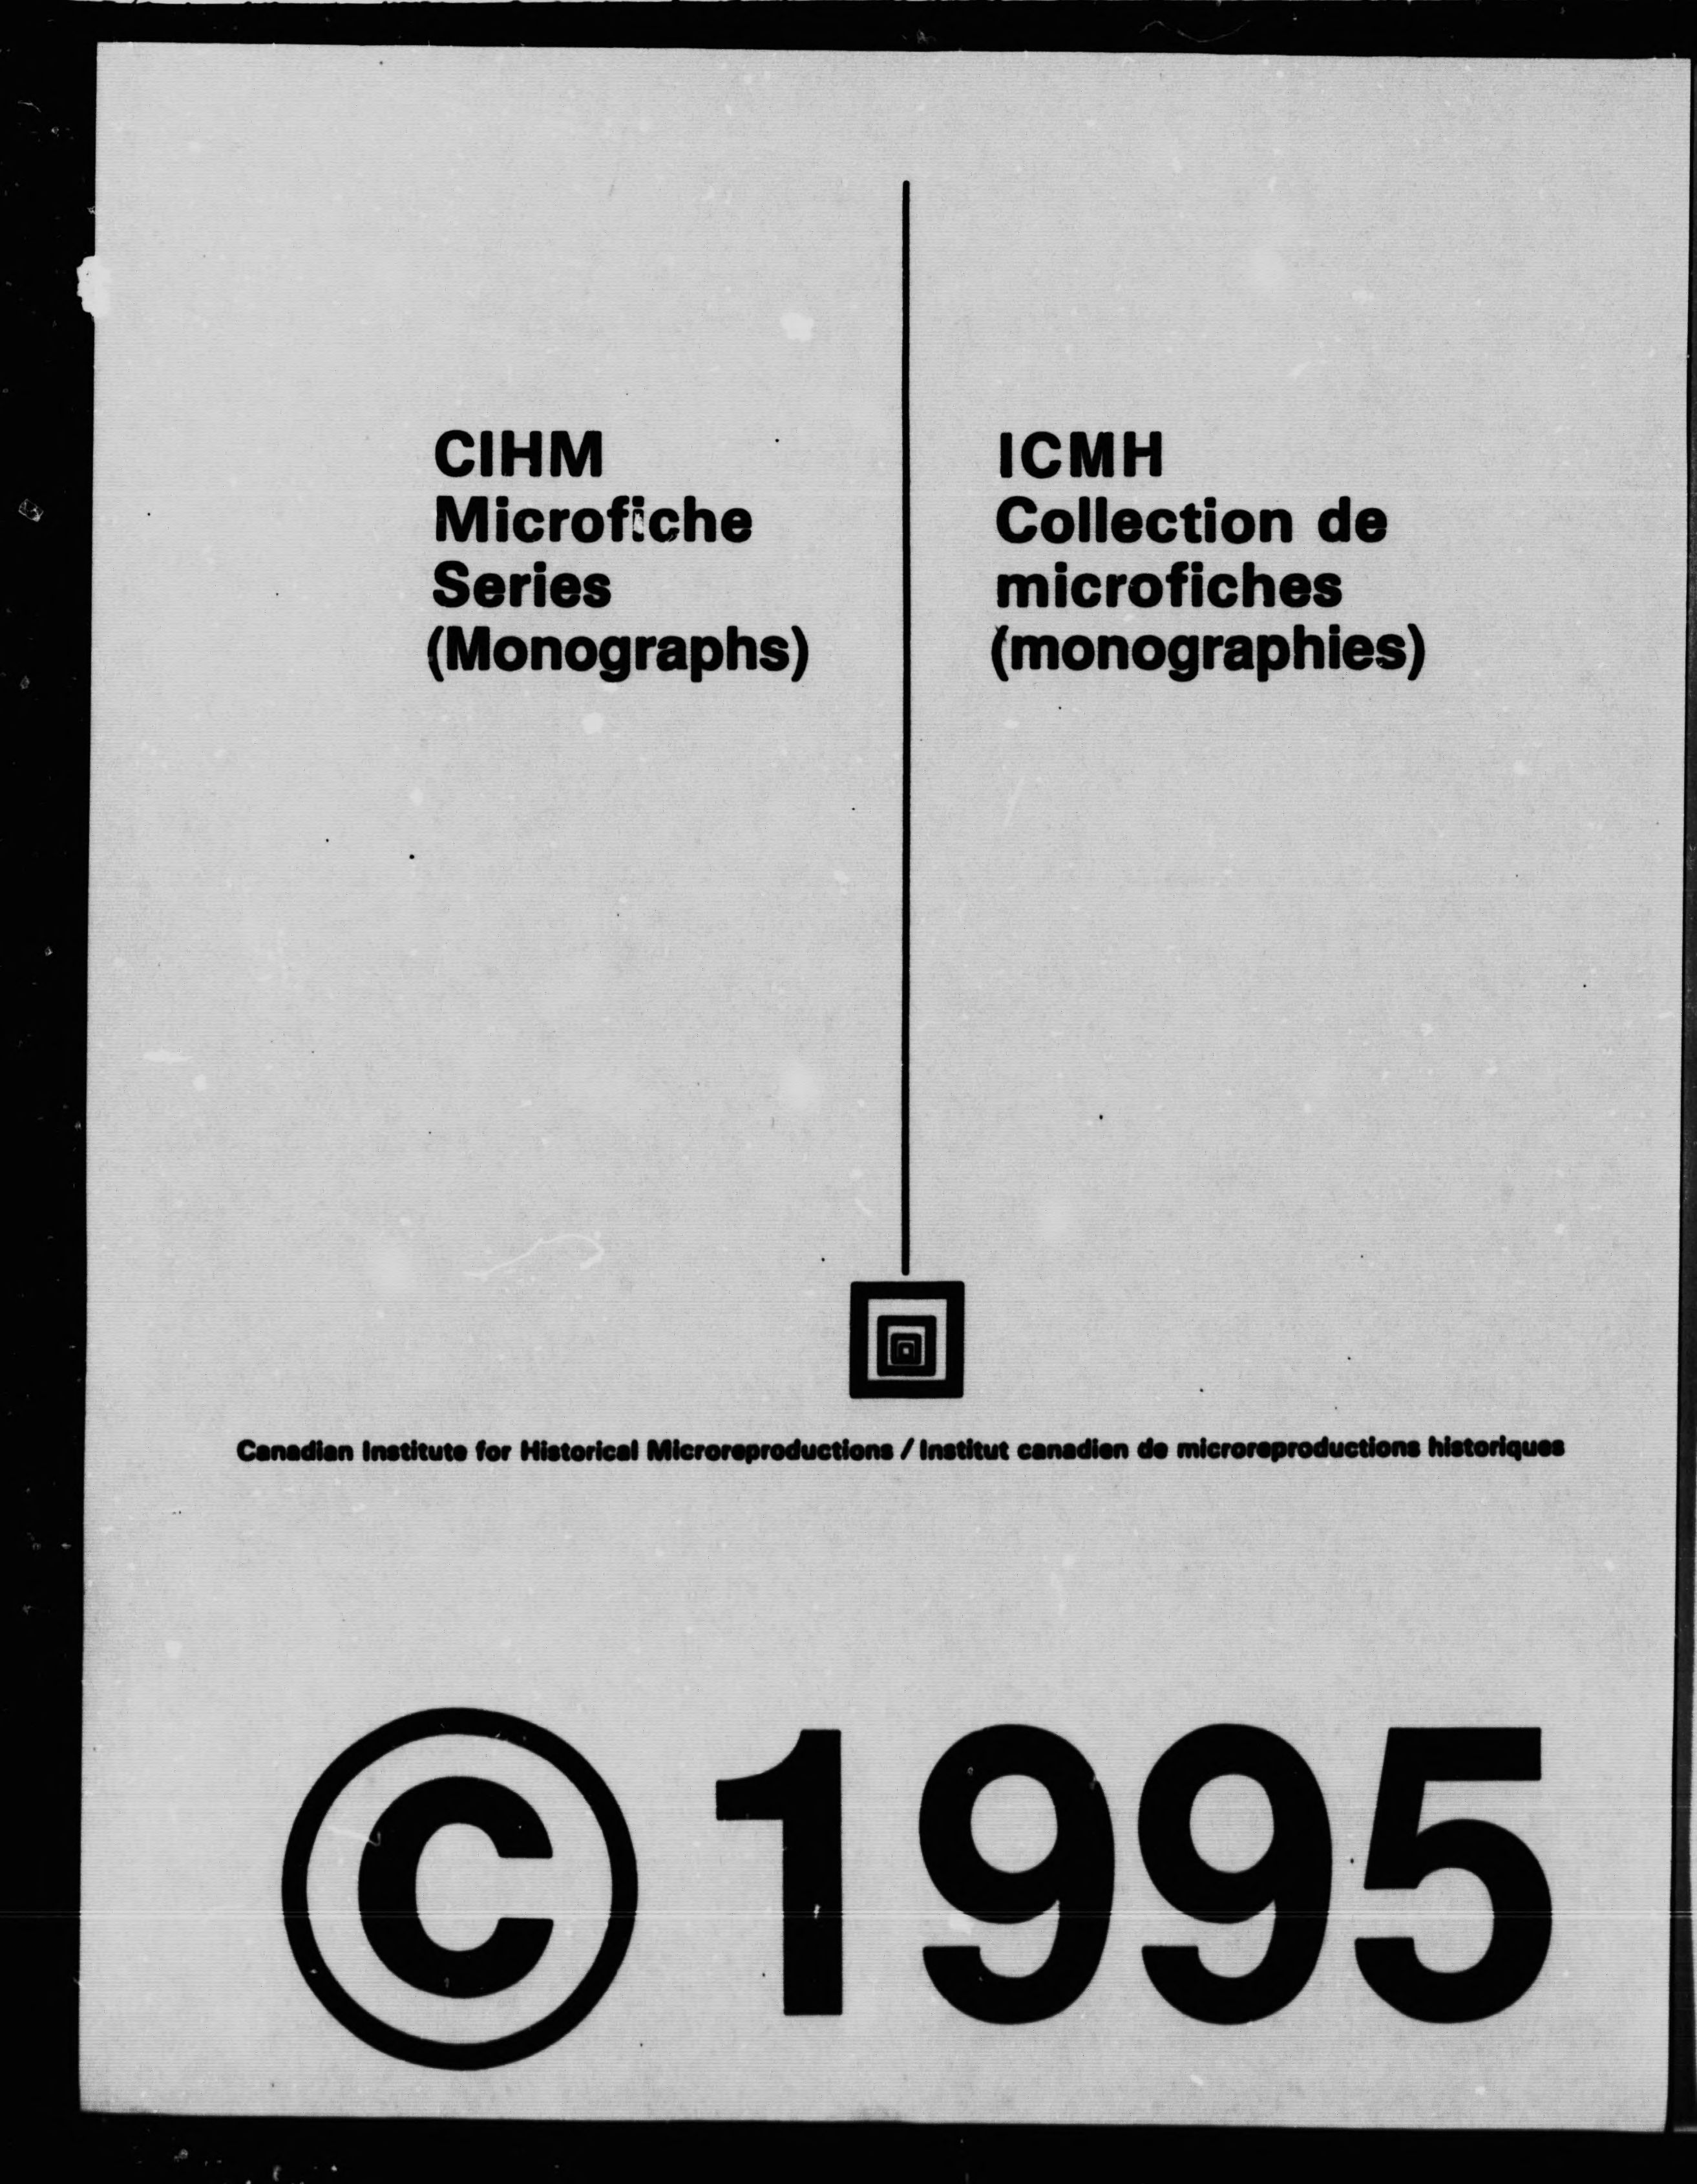 CIHM
Microfiche
Series
(Monographs)
ICMH
Collection de
microfiches
(monographies)
Canadian Institute for Historical Microreproductions / Institut canadien de microreproductions historiques
© 1995